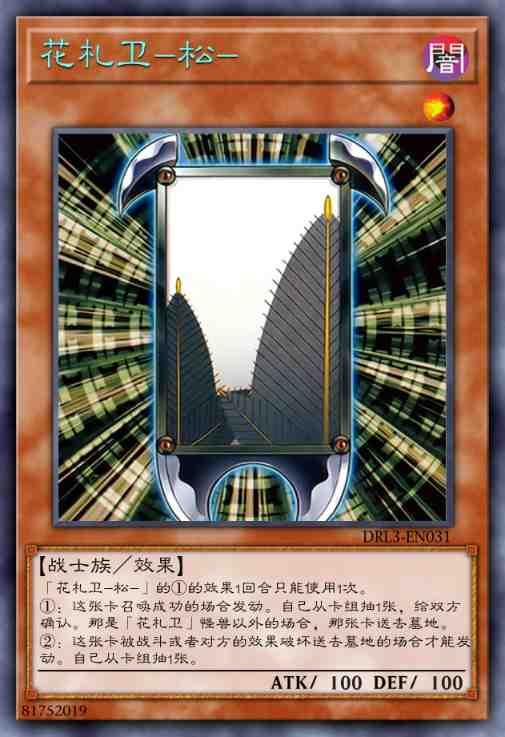 花札卫-松-
闇
DRL3-EN031
【战士族／效果】
「花札卫-松-」的①的效果1回合只能使用1次。
①：这张卡召唤成功的场合发动。自己从卡组抽1张，给双方
确认。那是「花札卫」怪兽以外的场合，那张卡送去墓地。
②：这张卡被战斗或者对方的效果破坏送去墓地的场合才能发
动。自己从卡组抽1张。
ATK/ 100 DEF/ 100
81752019